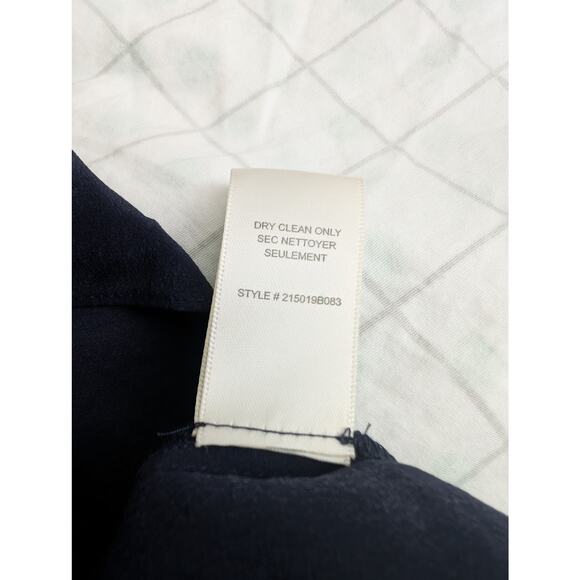 DRY CLEAN ONLY
SEC NETTOYER
SEULEMENT
STYLE # 215019B083